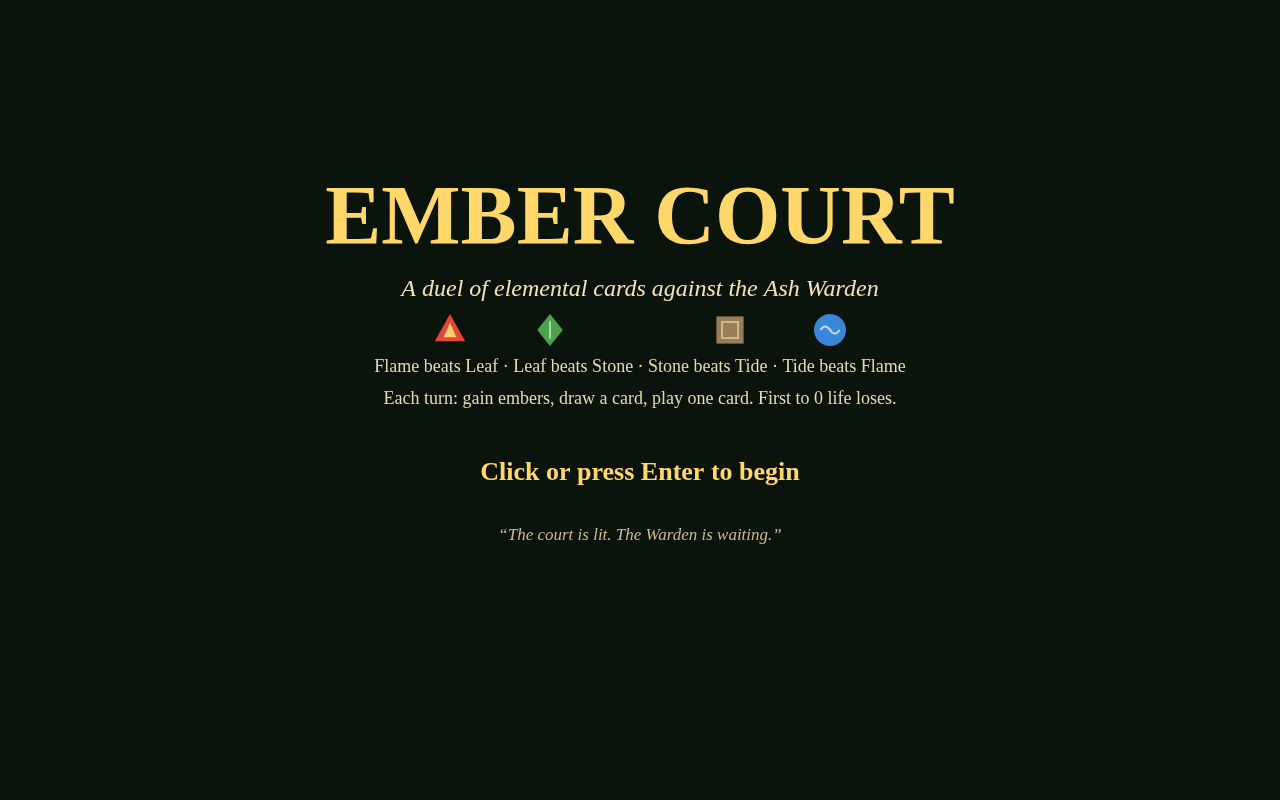 EMBER COURT
A duel of elemental cards against the Ash Warden
Flame beats Leaf · Leaf beats Stone · Stone beats Tide · Tide beats Flame
Each turn: gain embers, draw a card, play one card. First to 0 life loses.
Click or press Enter to begin
“The court is lit. The Warden is waiting.”